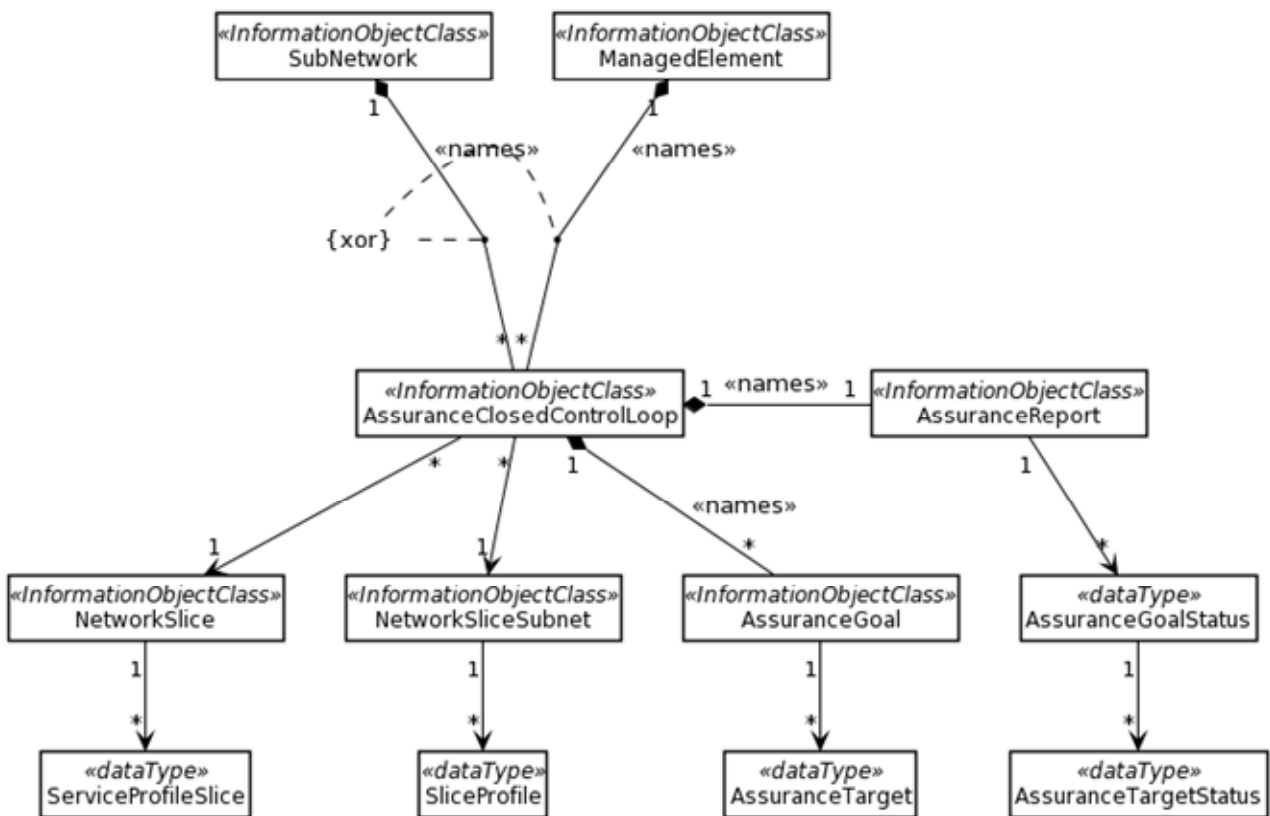 «InformationObjectClass»
SubNetwork
«InformationObjectClass»
ManagedElement
1
1
«names»
«names»
{xor}
*
*
«InformationObjectClass»
AssuranceClosedControlLoop
1
«names»
1
«InformationObjectClass»
AssuranceReport
*
*
1
1
«names»
1
1
*
*
«InformationObjectClass»
NetworkSlice
«InformationObjectClass»
NetworkSliceSubnet
«InformationObjectClass»
AssuranceGoal
«dataType»
AssuranceGoalStatus
1
1
1
1
*
*
*
*
«dataType»
ServiceProfileSlice
«dataType»
SliceProfile
«dataType»
AssuranceTarget
«dataType»
AssuranceTargetStatus